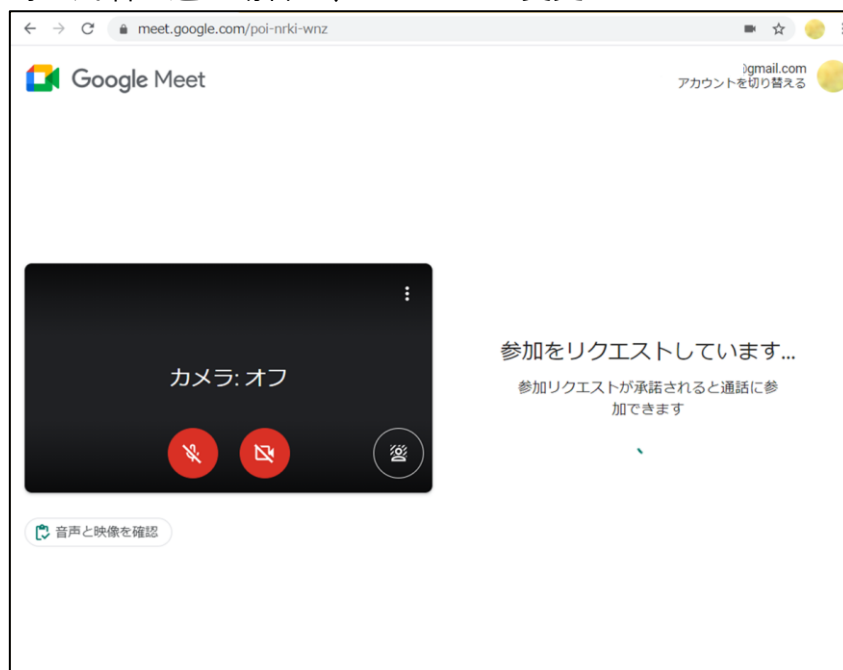 meet.google.com/poi-nrki-wnz
Google Meet
@gmail.com
アカウントを切り替える
カメラ: オフ
参加をリクエストしています...
参加リクエストが承諾されると通話に参
加できます
音声と映像を確認